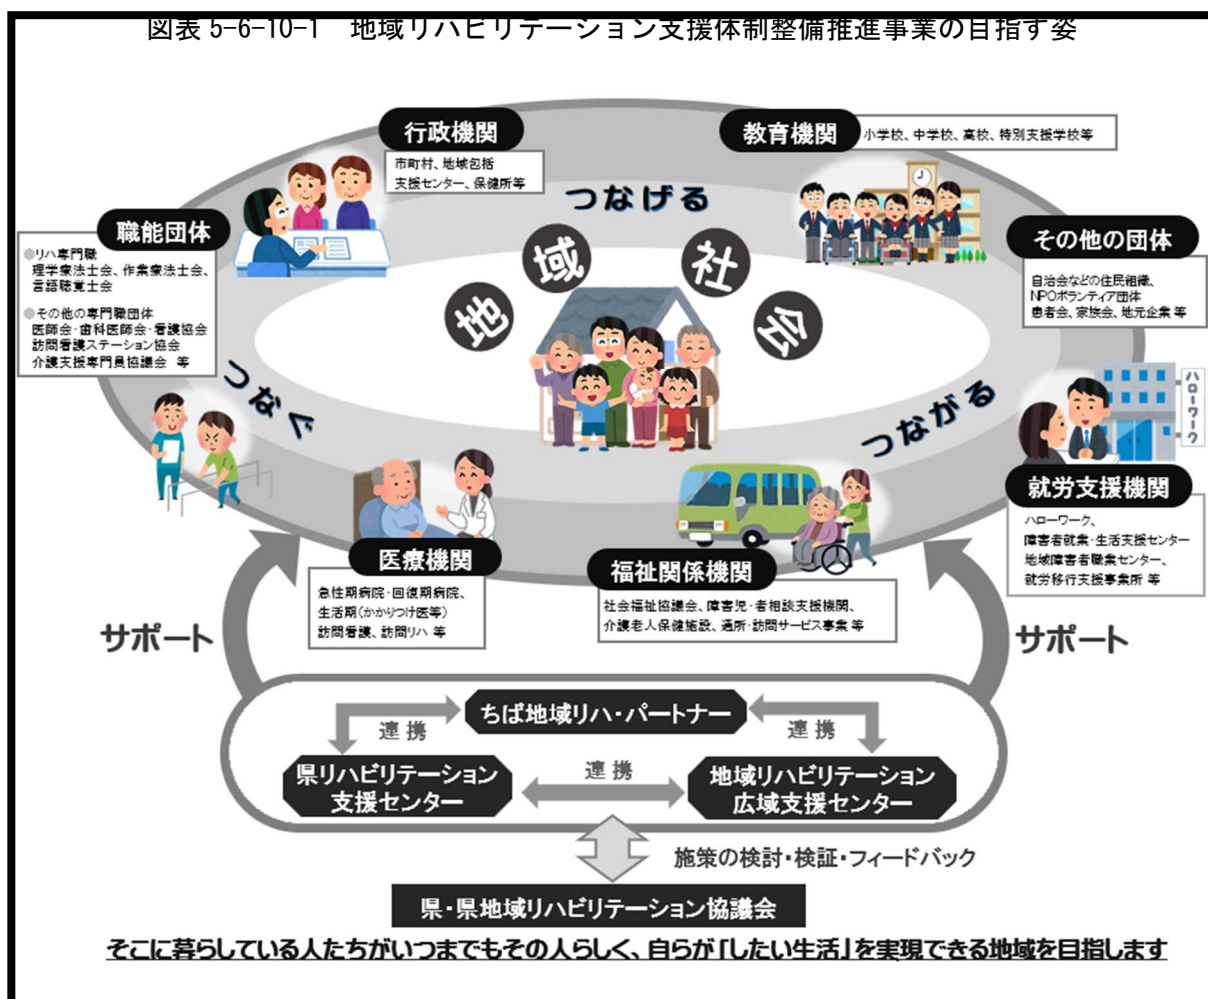 図表 5-6-10-1　地域リハビリテーション支援体制整備推進事業の目指す姿
行政機関
市町村、地域包括
支援センター、保健所等
教育機関
小学校、中学校、高校、特別支援学校等
職能団体
●リハ専門職
理学療法士会、作業療法士会、
言語聴覚士会
●その他の専門職団体
医師会・歯科医師会・看護協会
訪問看護ステーション協会
介護支援専門員協議会　等
その他の団体
自治会などの住民組織、
NPOボランティア団体
患者会、家族会、地元企業 等
つなげる
地域社会
つなぐ
つながる
ハローワーク
就労支援機関
ハローワーク、
障害者就業・生活支援センター
地域障害者職業センター、
就労移行支援事業所 等
医療機関
急性期病院・回復期病院、
生活期（かかりつけ医等）
訪問看護、訪問リハ 等
福祉関係機関
社会福祉協議会、障害児・者相談支援機関、
介護老人保健施設、通所・訪問サービス事業 等
サポート
サポート
ちば地域リハ・パートナー
連携
連携
県リハビリテーション
支援センター
連携
地域リハビリテーション
広域支援センター
施策の検討・検証・フィードバック
県・県地域リハビリテーション協議会
そこに暮らしている人たちがいつまでもその人らしく、自らが「したい生活」を実現できる地域を目指します